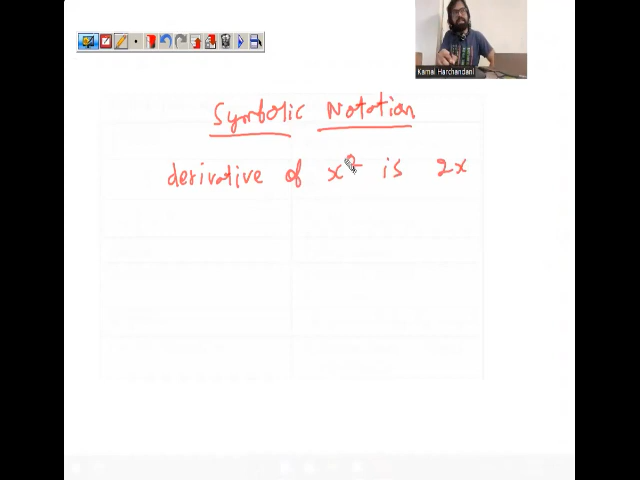 Kamal Harchandani
Symbolic Notation
derivative of x² is 2x